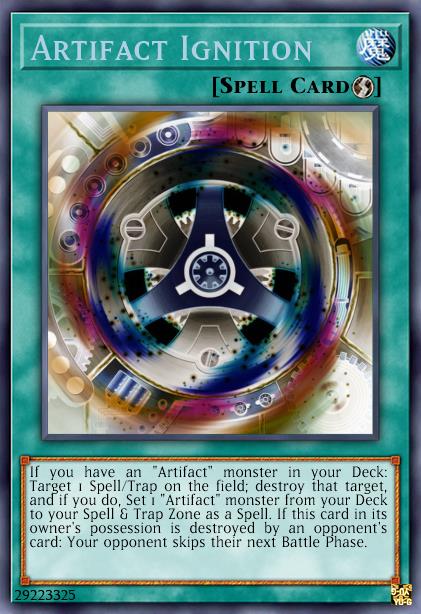 Artifact Ignition
魔
[Spell Card]
If you have an "Artifact" monster in your Deck:
Target 1 Spell/Trap on the field; destroy that target,
and if you do, Set 1 "Artifact" monster from your Deck
to your Spell & Trap Zone as a Spell. If this card in its
owner's possession is destroyed by an opponent's
card: Your opponent skips their next Battle Phase.
29223325